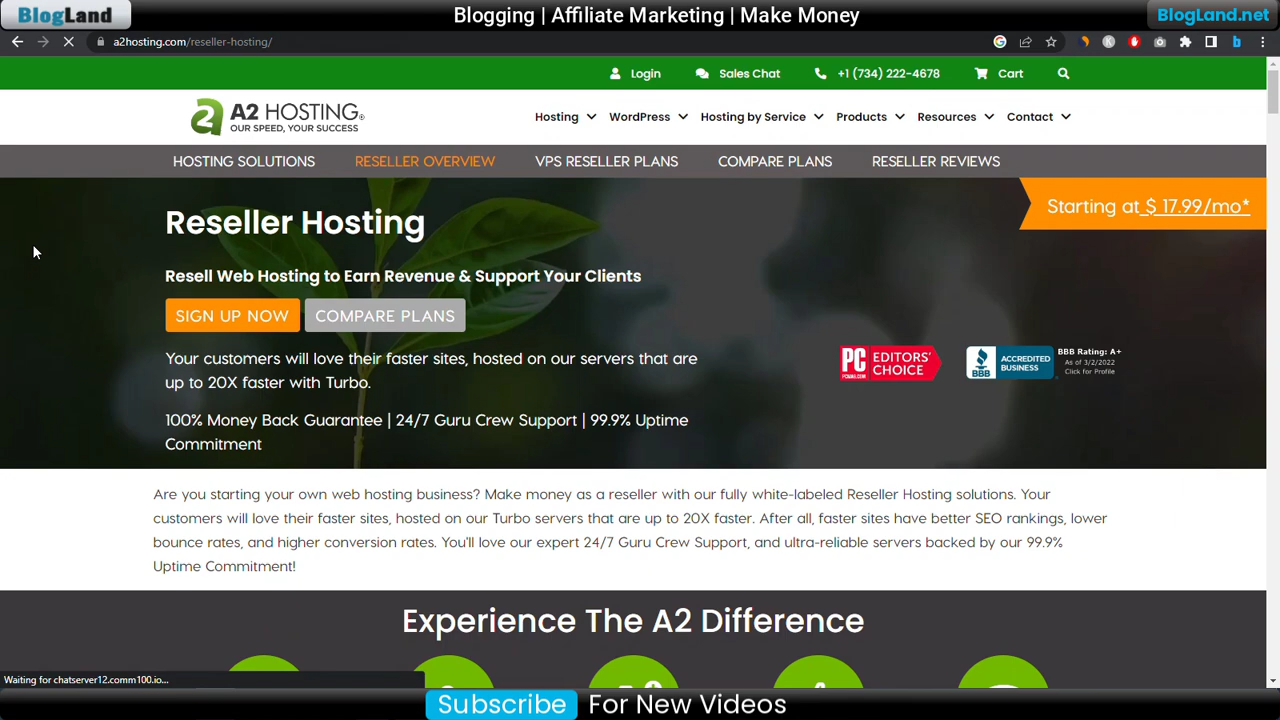 BlogLand
Blogging | Affiliate Marketing | Make Money
BlogLand.net
a2hosting.com/reseller-hosting/
Login
Sales Chat
+1 (734) 222-4678
Cart
A2 HOSTING®
OUR SPEED, YOUR SUCCESS
Hosting
WordPress
Hosting by Service
Products
Resources
Contact
HOSTING SOLUTIONS
RESELLER OVERVIEW
VPS RESELLER PLANS
COMPARE PLANS
RESELLER REVIEWS
Starting at $ 17.99/mo*
Reseller Hosting
Resell Web Hosting to Earn Revenue & Support Your Clients
SIGN UP NOW
COMPARE PLANS
Your customers will love their faster sites, hosted on our servers that are
up to 20X faster with Turbo.
100% Money Back Guarantee | 24/7 Guru Crew Support | 99.9% Uptime
Commitment
PC
PCMAG.COM
EDITORS'
CHOICE
BBB
ACCREDITED
BUSINESS
BBB Rating: A+
As of 3/2/2022
Click for Profile
Are you starting your own web hosting business? Make money as a reseller with our fully white-labeled Reseller Hosting solutions. Your
customers will love their faster sites, hosted on our Turbo servers that are up to 20X faster. After all, faster sites have better SEO rankings, lower
bounce rates, and higher conversion rates. You'll love our expert 24/7 Guru Crew Support, and ultra-reliable servers backed by our 99.9%
Uptime Commitment!
Experience The A2 Difference
Waiting for chatserver12.comm100.io...
Subscribe For New Videos